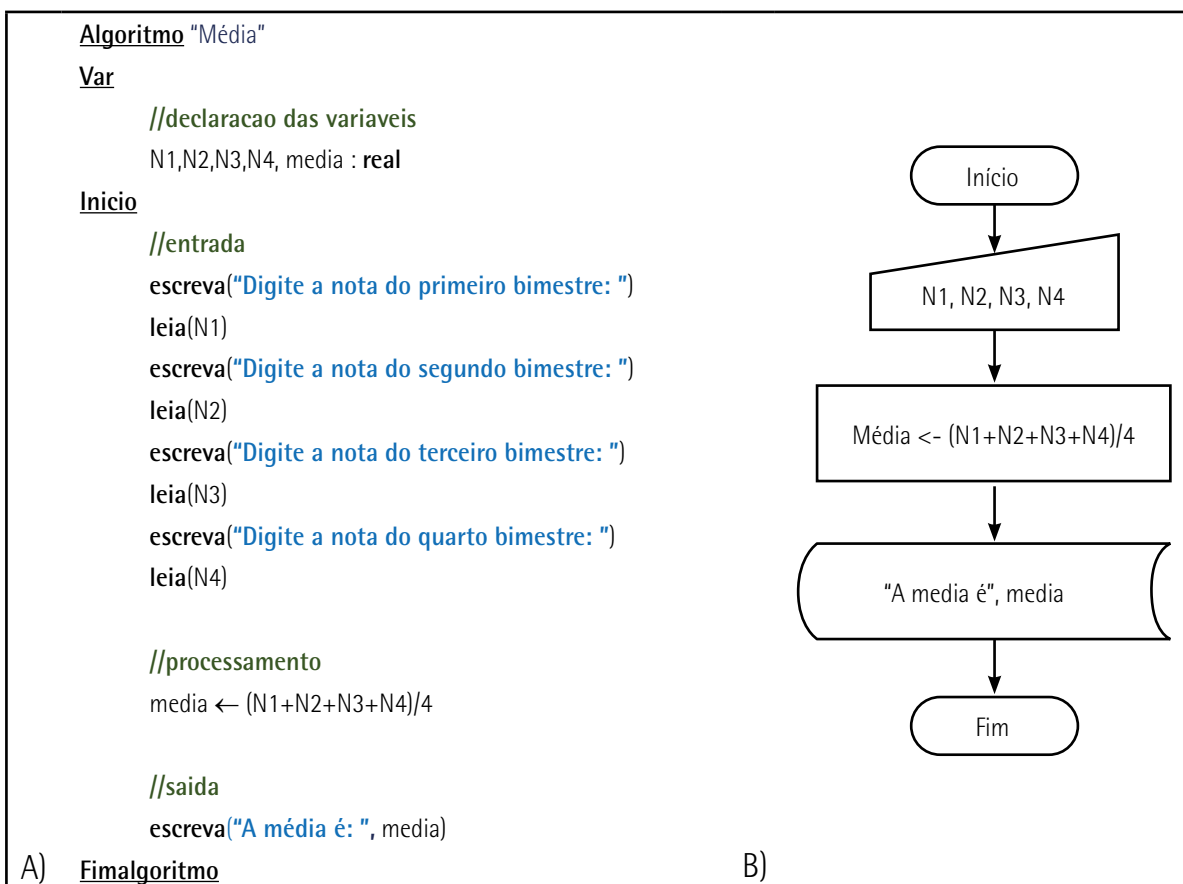 Algoritmo “Média”
Var
//declaracao das variaveis
N1,N2,N3,N4, media : real
Inicio
//entrada
escreva(“Digite a nota do primeiro bimestre: ”)
leia(N1)
escreva(“Digite a nota do segundo bimestre: ”)
leia(N2)
escreva(“Digite a nota do terceiro bimestre: ”)
leia(N3)
escreva(“Digite a nota do quarto bimestre: ”)
leia(N4)
//processamento
media ← (N1+N2+N3+N4)/4
//saida
escreva(“A média é: ”, media)
A) Fimalgoritmo
Início
N1, N2, N3, N4
Média <- (N1+N2+N3+N4)/4
“A media é”, media
Fim
B)